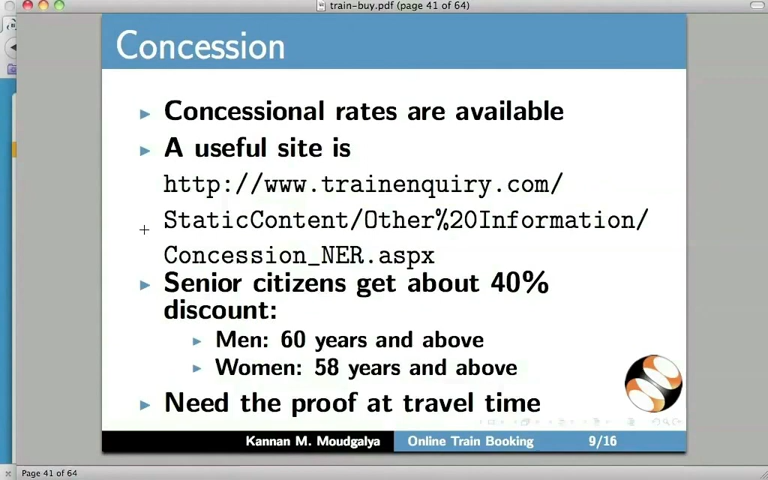 train-buy.pdf (page 41 of 64)
Concession
Concessional rates are available
A useful site is
http://www.trainenquiry.com/
StaticContent/Other%20Information/
Concession_NER.aspx
Senior citizens get about 40%
discount:
Men: 60 years and above
Women: 58 years and above
Need the proof at travel time
Kannan M. Moudgalya Online Train Booking 9/16
Page 41 of 64